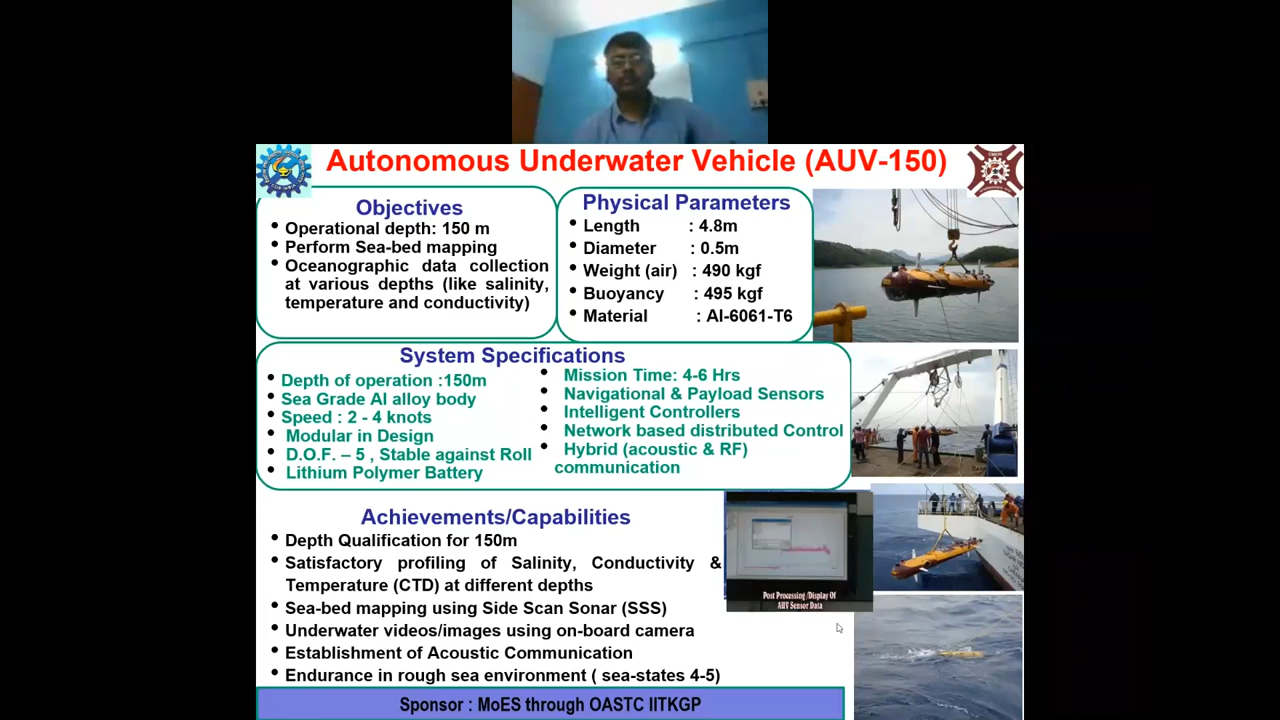 Autonomous Underwater Vehicle (AUV-150)
Objectives
• Operational depth: 150 m
• Perform Sea-bed mapping
• Oceanographic data collection
at various depths (like salinity,
temperature and conductivity)
Physical Parameters
• Length : 4.8m
• Diameter : 0.5m
• Weight (air) : 490 kgf
• Buoyancy : 495 kgf
• Material : Al-6061-T6
System Specifications
• Depth of operation :150m
• Sea Grade Al alloy body
• Speed : 2 - 4 knots
• Modular in Design
• D.O.F. – 5 , Stable against Roll
• Lithium Polymer Battery
• Mission Time: 4-6 Hrs
• Navigational & Payload Sensors
• Intelligent Controllers
• Network based distributed Control
• Hybrid (acoustic & RF)
communication
Achievements/Capabilities
• Depth Qualification for 150m
• Satisfactory profiling of Salinity, Conductivity &
Temperature (CTD) at different depths
• Sea-bed mapping using Side Scan Sonar (SSS)
• Underwater videos/images using on-board camera
• Establishment of Acoustic Communication
• Endurance in rough sea environment ( sea-states 4-5)
Post Processing /Display Of
AUV Sensor Data
Sponsor : MoES through OASTC IITKGP